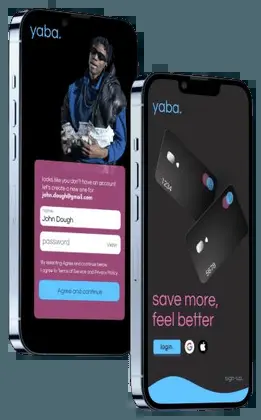 yaba.
looks like you don't have an account
let's create a new one for
john.dough@gmail.com
name
John Dough
password
view
By selecting Agree and continue below,
I agree to Terms of Service and Privacy Policy
Agree and continue
yaba.
1234
5678
save more,
feel better
login
G
sign up